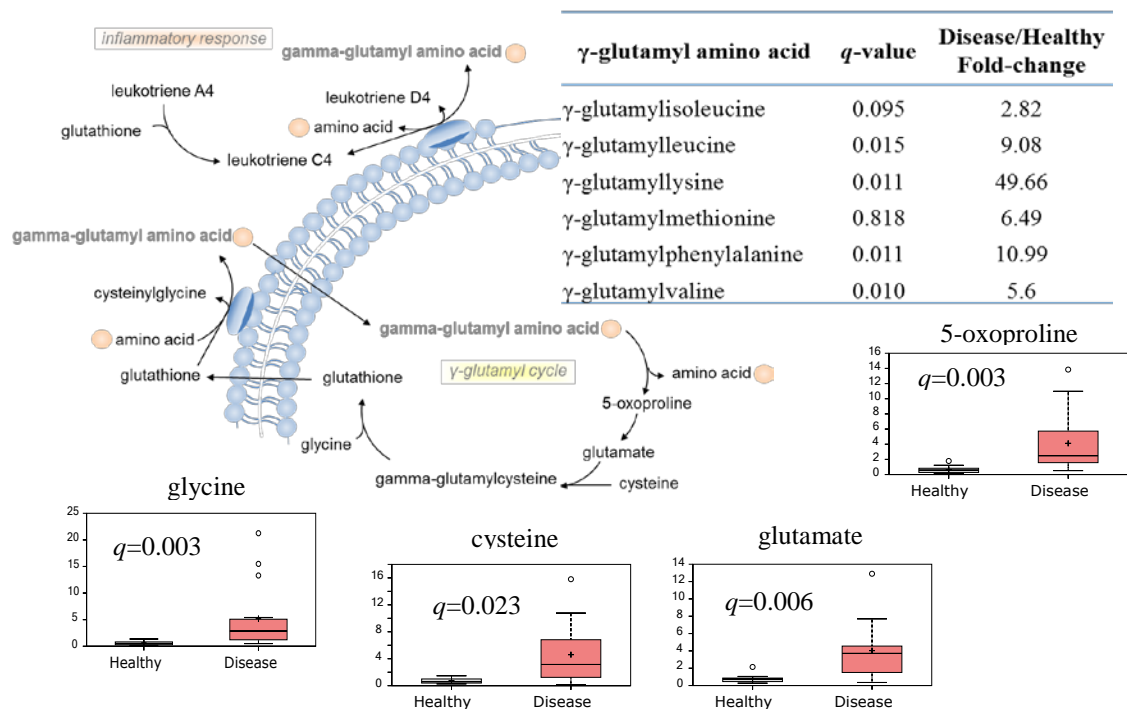 inflammatory response
gamma-glutamyl amino acid
leukotriene A4
leukotriene D4
glutathione
amino acid
leukotriene C4
gamma-glutamyl amino acid
cysteinylglycine
amino acid
glutathione
glutathione
γ-glutamyl cycle
gamma-glutamyl amino acid
amino acid
5-oxoproline
glycine
glutamate
gamma-glutamylcysteine
cysteine
γ-glutamyl amino acid q-value Disease/Healthy
Fold-change
γ-glutamylisoleucine 0.095 2.82
γ-glutamylleucine 0.015 9.08
γ-glutamyllysine 0.011 49.66
γ-glutamylmethionine 0.818 6.49
γ-glutamylphenylalanine 0.011 10.99
γ-glutamylvaline 0.010 5.6
5-oxoproline
q=0.003
16
14
12
10
8
6
4
2
0
Healthy Disease
glycine
q=0.003
25
20
15
10
5
0
Healthy Disease
cysteine
q=0.023
16
12
8
4
0
Healthy Disease
glutamate
q=0.006
14
12
10
8
6
4
2
0
Healthy Disease